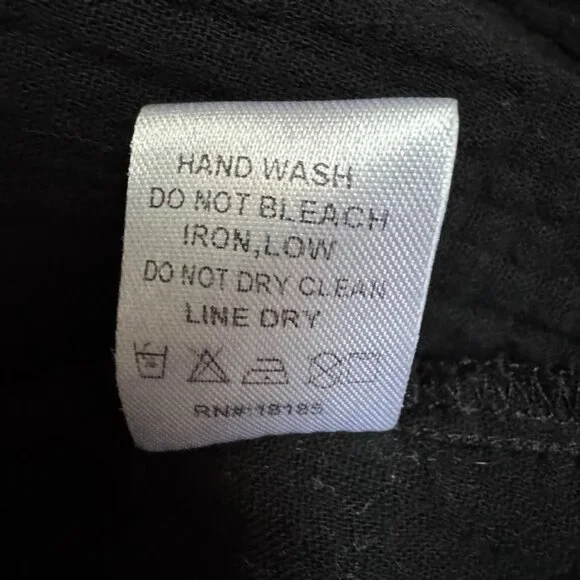 HAND WASH
DO NOT BLEACH
IRON,LOW
DO NOT DRY CLEAN
LINE DRY
RN# 18185